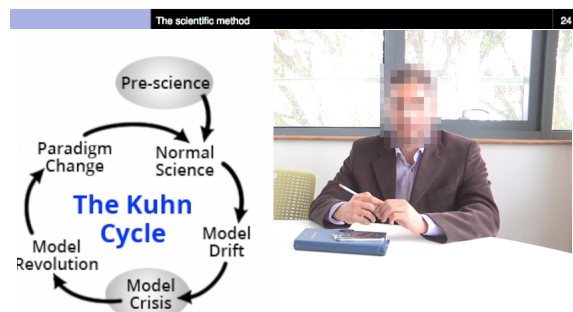 The scientific method
24
Pre-science
Normal
Science
Model
Drift
Model
Crisis
Model
Revolution
Paradigm
Change
The Kuhn
Cycle